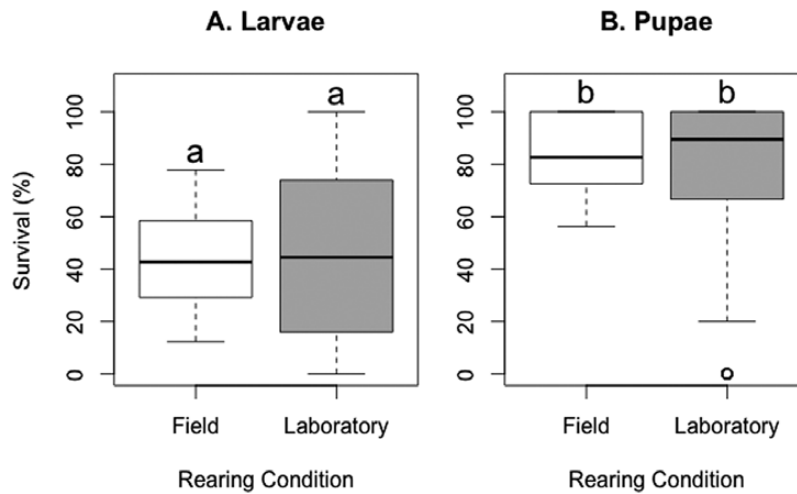 A. Larvae
B. Pupae
a
a
b
b
Survival (%)
100
80
60
40
20
0
100
80
60
40
20
0
Field
Laboratory
Field
Laboratory
Rearing Condition
Rearing Condition